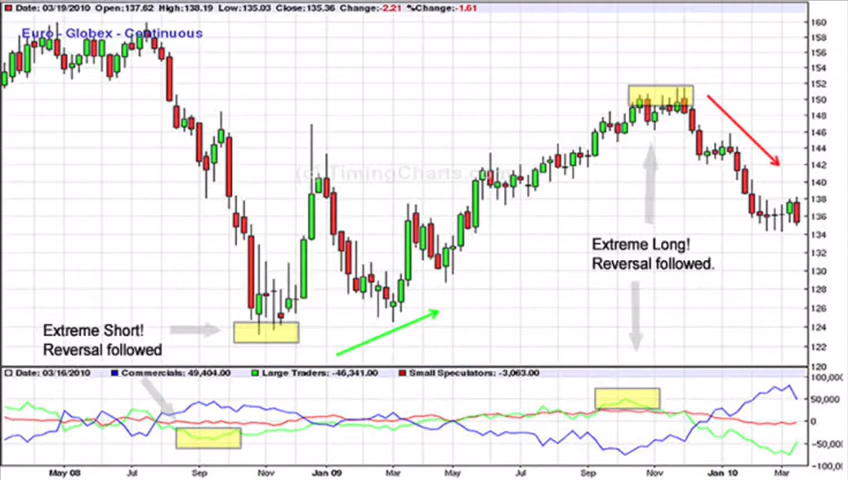 Date: 03/19/2010 Open:137.62 High:138.19 Low:135.03 Close:135.36 Change:-2.21 %Change:-1.61
Euro - Globex - Continuous
160
158
156
154
152
150
148
146
144
142
140
138
136
134
132
130
128
126
124
122
120
(c) TimingCharts.com
Extreme Long!
Reversal followed.
Extreme Short!
Reversal followed
Date: 03/16/2010 Commercials: 49,404.00 Large Traders: -46,341.00 Small Speculators: -3,063.00
100,000
50,000
0
-50,000
-100,00
May 08 Jul Sep Nov Jan 09 Mar May Jul Sep Nov Jan 10 Mar